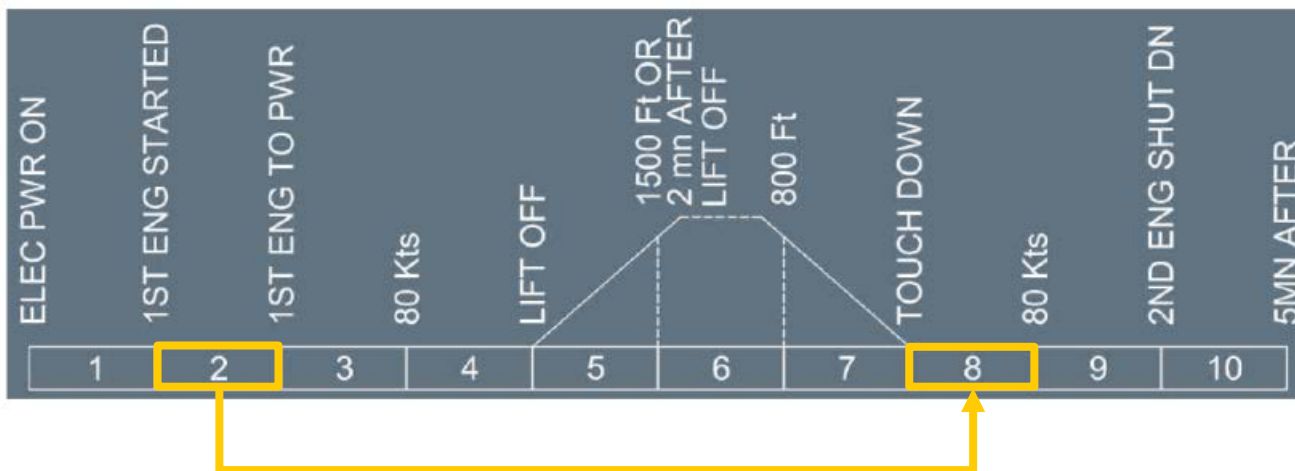 ELEC PWR ON
1ST ENG STARTED
1ST ENG TO PWR
80 Kts
LIFT OFF
1500 Ft OR
2 mn AFTER
LIFT OFF
800 Ft
TOUCH DOWN
80 Kts
2ND ENG SHUT DN
5MN AFTER
1 2 3 4 5 6 7 8 9 10